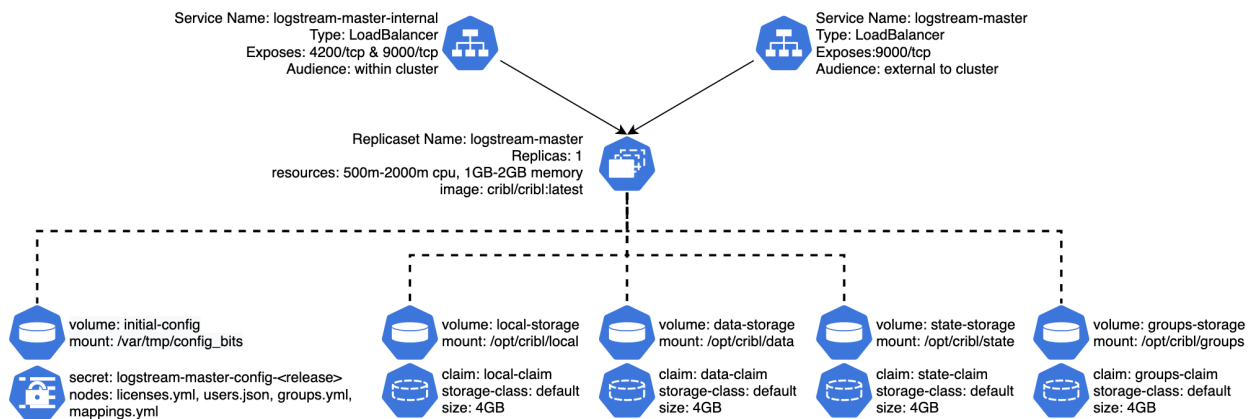 Service Name: logstream-master-internal
Type: LoadBalancer
Exposes: 4200/tcp & 9000/tcp
Audience: within cluster
Service Name: logstream-master
Type: LoadBalancer
Exposes:9000/tcp
Audience: external to cluster
Replicaset Name: logstream-master
Replicas: 1
resources: 500m-2000m cpu, 1GB-2GB memory
image: cribl/cribl:latest
volume: initial-config
mount: /var/tmp/config_bits
secret: logstream-master-config-<release>
nodes: licenses.yml, users.json, groups.yml,
mappings.yml
volume: local-storage
mount: /opt/cribl/local
claim: local-claim
storage-class: default
size: 4GB
volume: data-storage
mount: /opt/cribl/data
claim: data-claim
storage-class: default
size: 4GB
volume: state-storage
mount: /opt/cribl/state
claim: state-claim
storage-class: default
size: 4GB
volume: groups-storage
mount: /opt/cribl/groups
claim: groups-claim
storage-class: default
size: 4GB